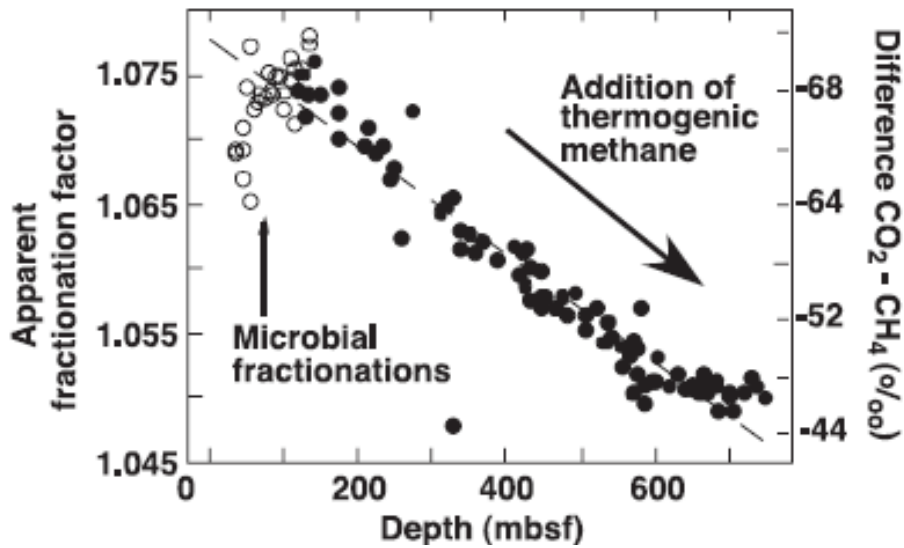 Apparent
fractionation factor
1.075
1.065
1.055
1.045
Microbial
fractionations
Addition of
thermogenic
methane
-68
-64
-52
-44
Difference CO₂ - CH₄ (‰)
0
200
400
600
Depth (mbsf)